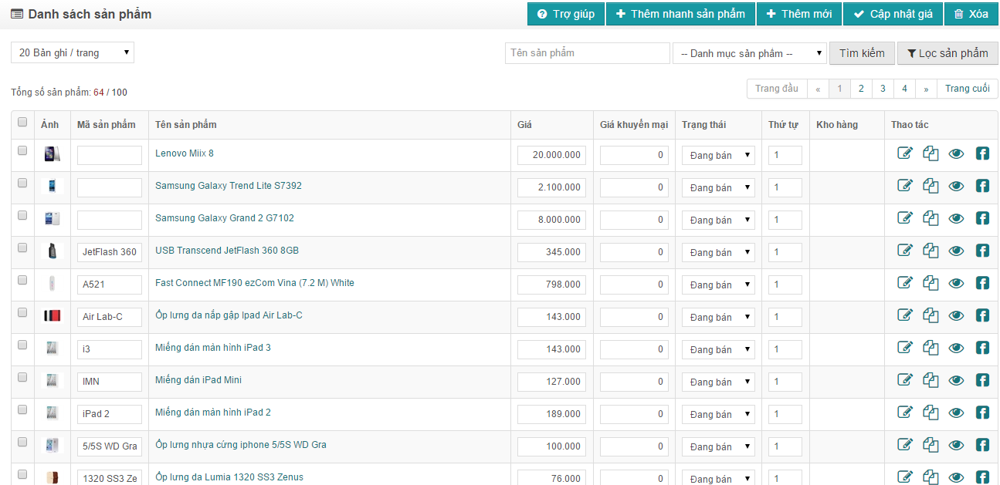 Danh sách sản phẩm Trợ giúp Thêm nhanh sản phẩm Thêm mới Cập nhật giá Xóa
20 Bản ghi / trang Tên sản phẩm -- Danh mục sản phẩm -- Tìm kiếm Lọc sản phẩm
Tổng số sản phẩm: 64 / 100 Trang đầu « 1 2 3 4 » Trang cuối
Ảnh Mã sản phẩm Tên sản phẩm Giá Giá khuyến mại Trạng thái Thứ tự Kho hàng Thao tác
Lenovo Miix 8 20.000.000 0 Đang bán 1
Samsung Galaxy Trend Lite S7392 2.100.000 0 Đang bán 1
Samsung Galaxy Grand 2 G7102 8.000.000 0 Đang bán 1
JetFlash 360 USB Transcend JetFlash 360 8GB 345.000 0 Đang bán 1
A521 Fast Connect MF190 ezCom Vina (7.2 M) White 798.000 0 Đang bán 1
Air Lab-C Ốp lưng da nắp gập Ipad Air Lab-C 143.000 0 Đang bán 1
i3 Miếng dán màn hình iPad 3 143.000 0 Đang bán 1
IMN Miếng dán iPad Mini 127.000 0 Đang bán 1
iPad 2 Miếng dán màn hình iPad 2 189.000 0 Đang bán 1
5/5S WD Gra Ốp lưng nhựa cứng iphone 5/5S WD Gra 100.000 0 Đang bán 1
1320 SS3 Ze Ốp lưng da Lumia 1320 SS3 Zenus 76.000 0 Đang bán 1